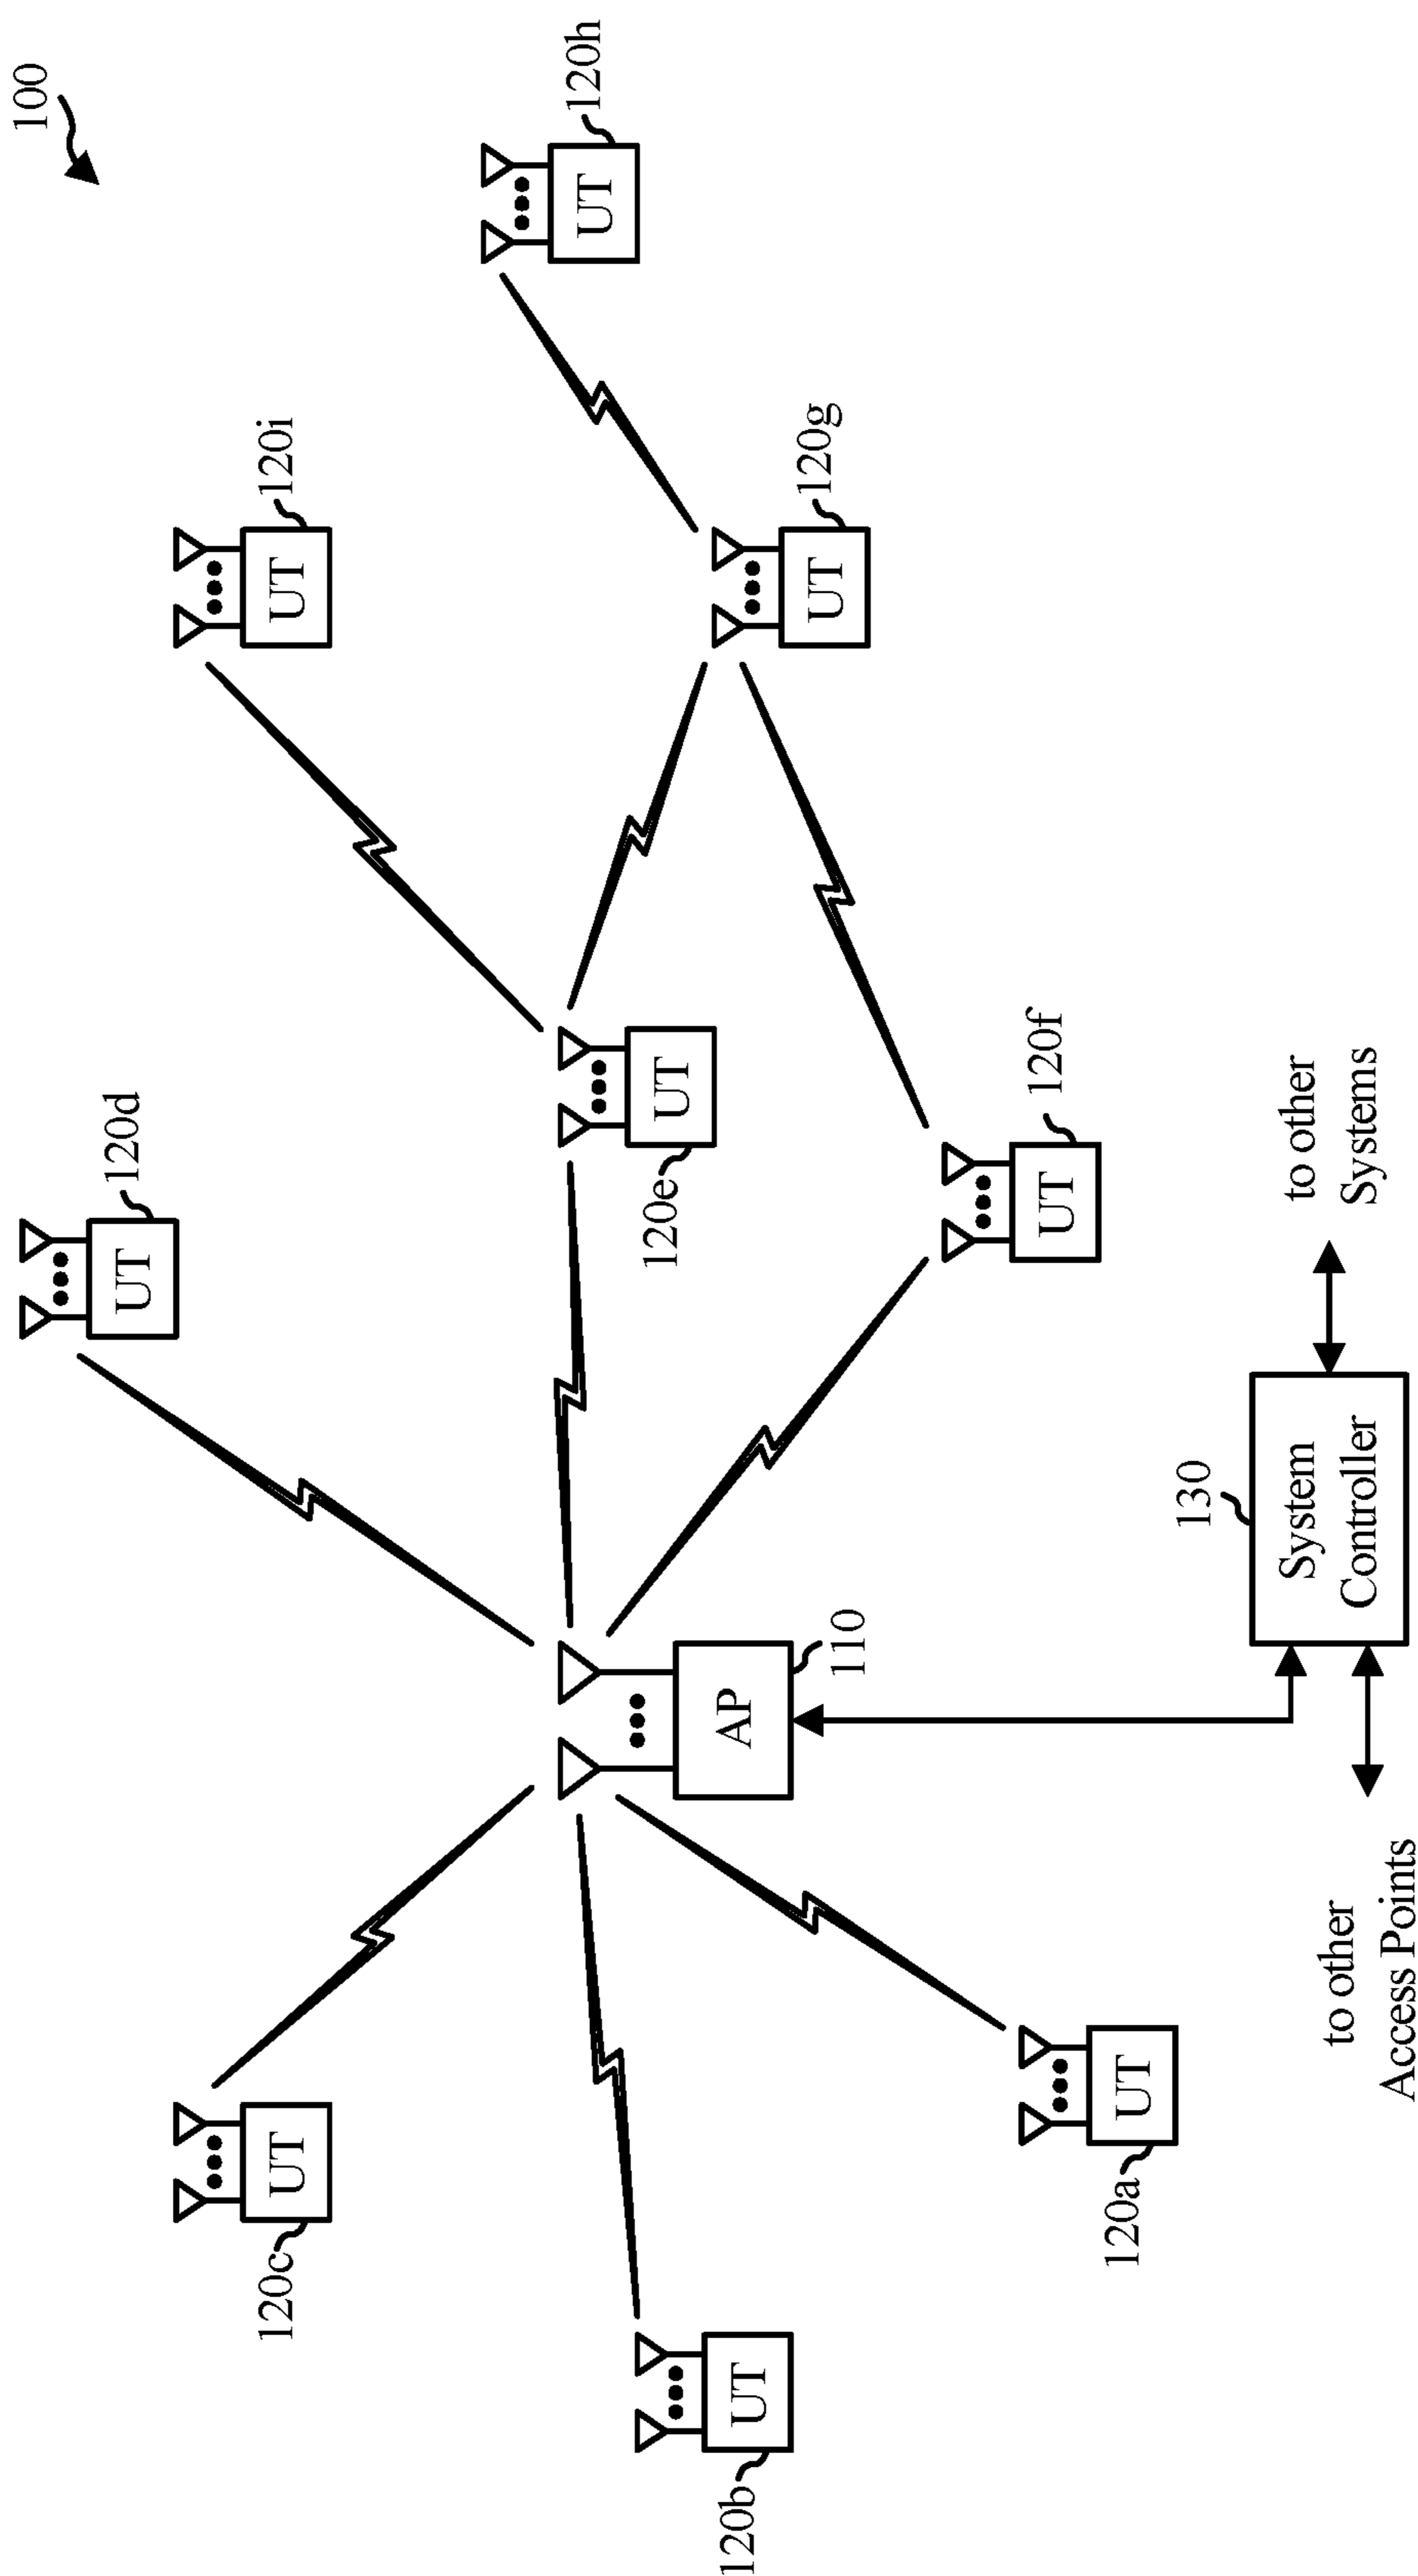 100
120d
UT
120i
UT
120h
UT
120c
UT
120e
UT
120g
UT
120b
UT
AP
110
120f
UT
120a
UT
130
System
Controller
to other
Systems
to other
Access Points